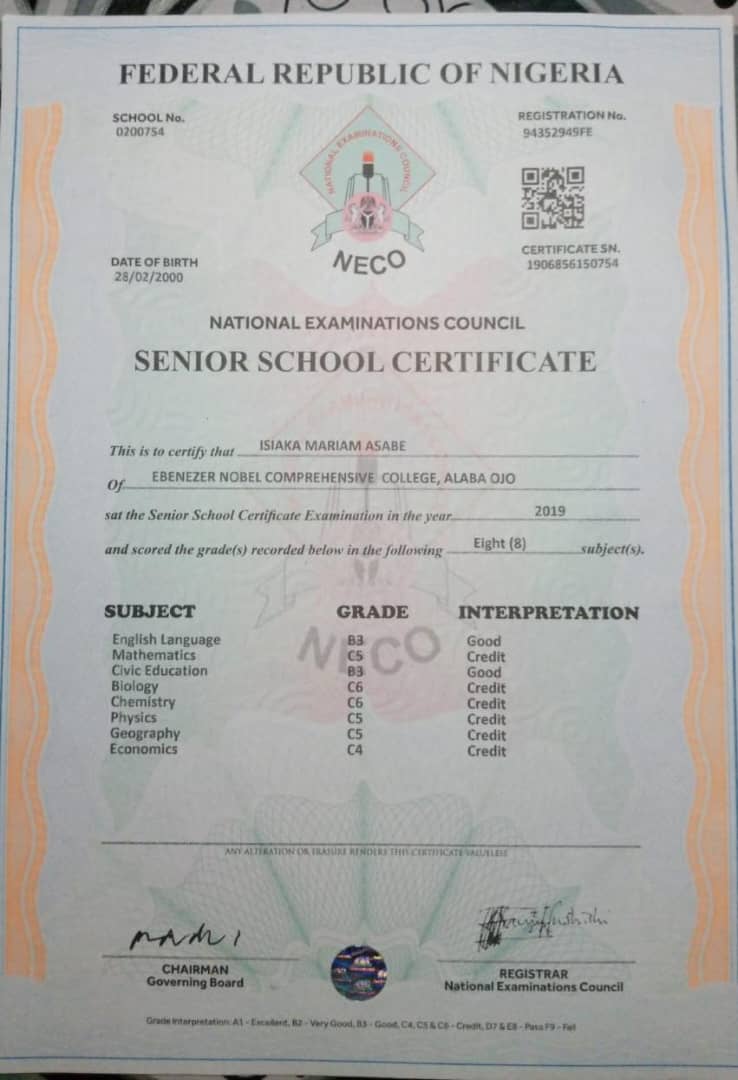 FEDERAL REPUBLIC OF NIGERIA
SCHOOL No.
0200754
REGISTRATION No.
94352949FE
NATIONAL EXAMINATIONS COUNCIL
NECO
DATE OF BIRTH
28/02/2000
CERTIFICATE SN.
1906856150754
NATIONAL EXAMINATIONS COUNCIL
SENIOR SCHOOL CERTIFICATE
This is to certify that ISIAKA MARIAM ASABE
Of EBENEZER NOBEL COMPREHENSIVE COLLEGE, ALABA OJO
sat the Senior School Certificate Examination in the year 2019
and scored the grade(s) recorded below in the following Eight (8) subject(s).
SUBJECT GRADE INTERPRETATION
English Language B3 Good
Mathematics C5 Credit
Civic Education B3 Good
Biology C6 Credit
Chemistry C6 Credit
Physics C5 Credit
Geography C5 Credit
Economics C4 Credit
NECO
ANY ALTERATION OR ERASURE RENDERS THIS CERTIFICATE VALUELESS
CHAIRMAN
Governing Board
REGISTRAR
National Examinations Council
Grade Interpretation: A1 - Excellent, B2 - Very Good, B3 - Good, C4, C5 & C6 - Credit, D7 & E8 - Pass F9 - Fail